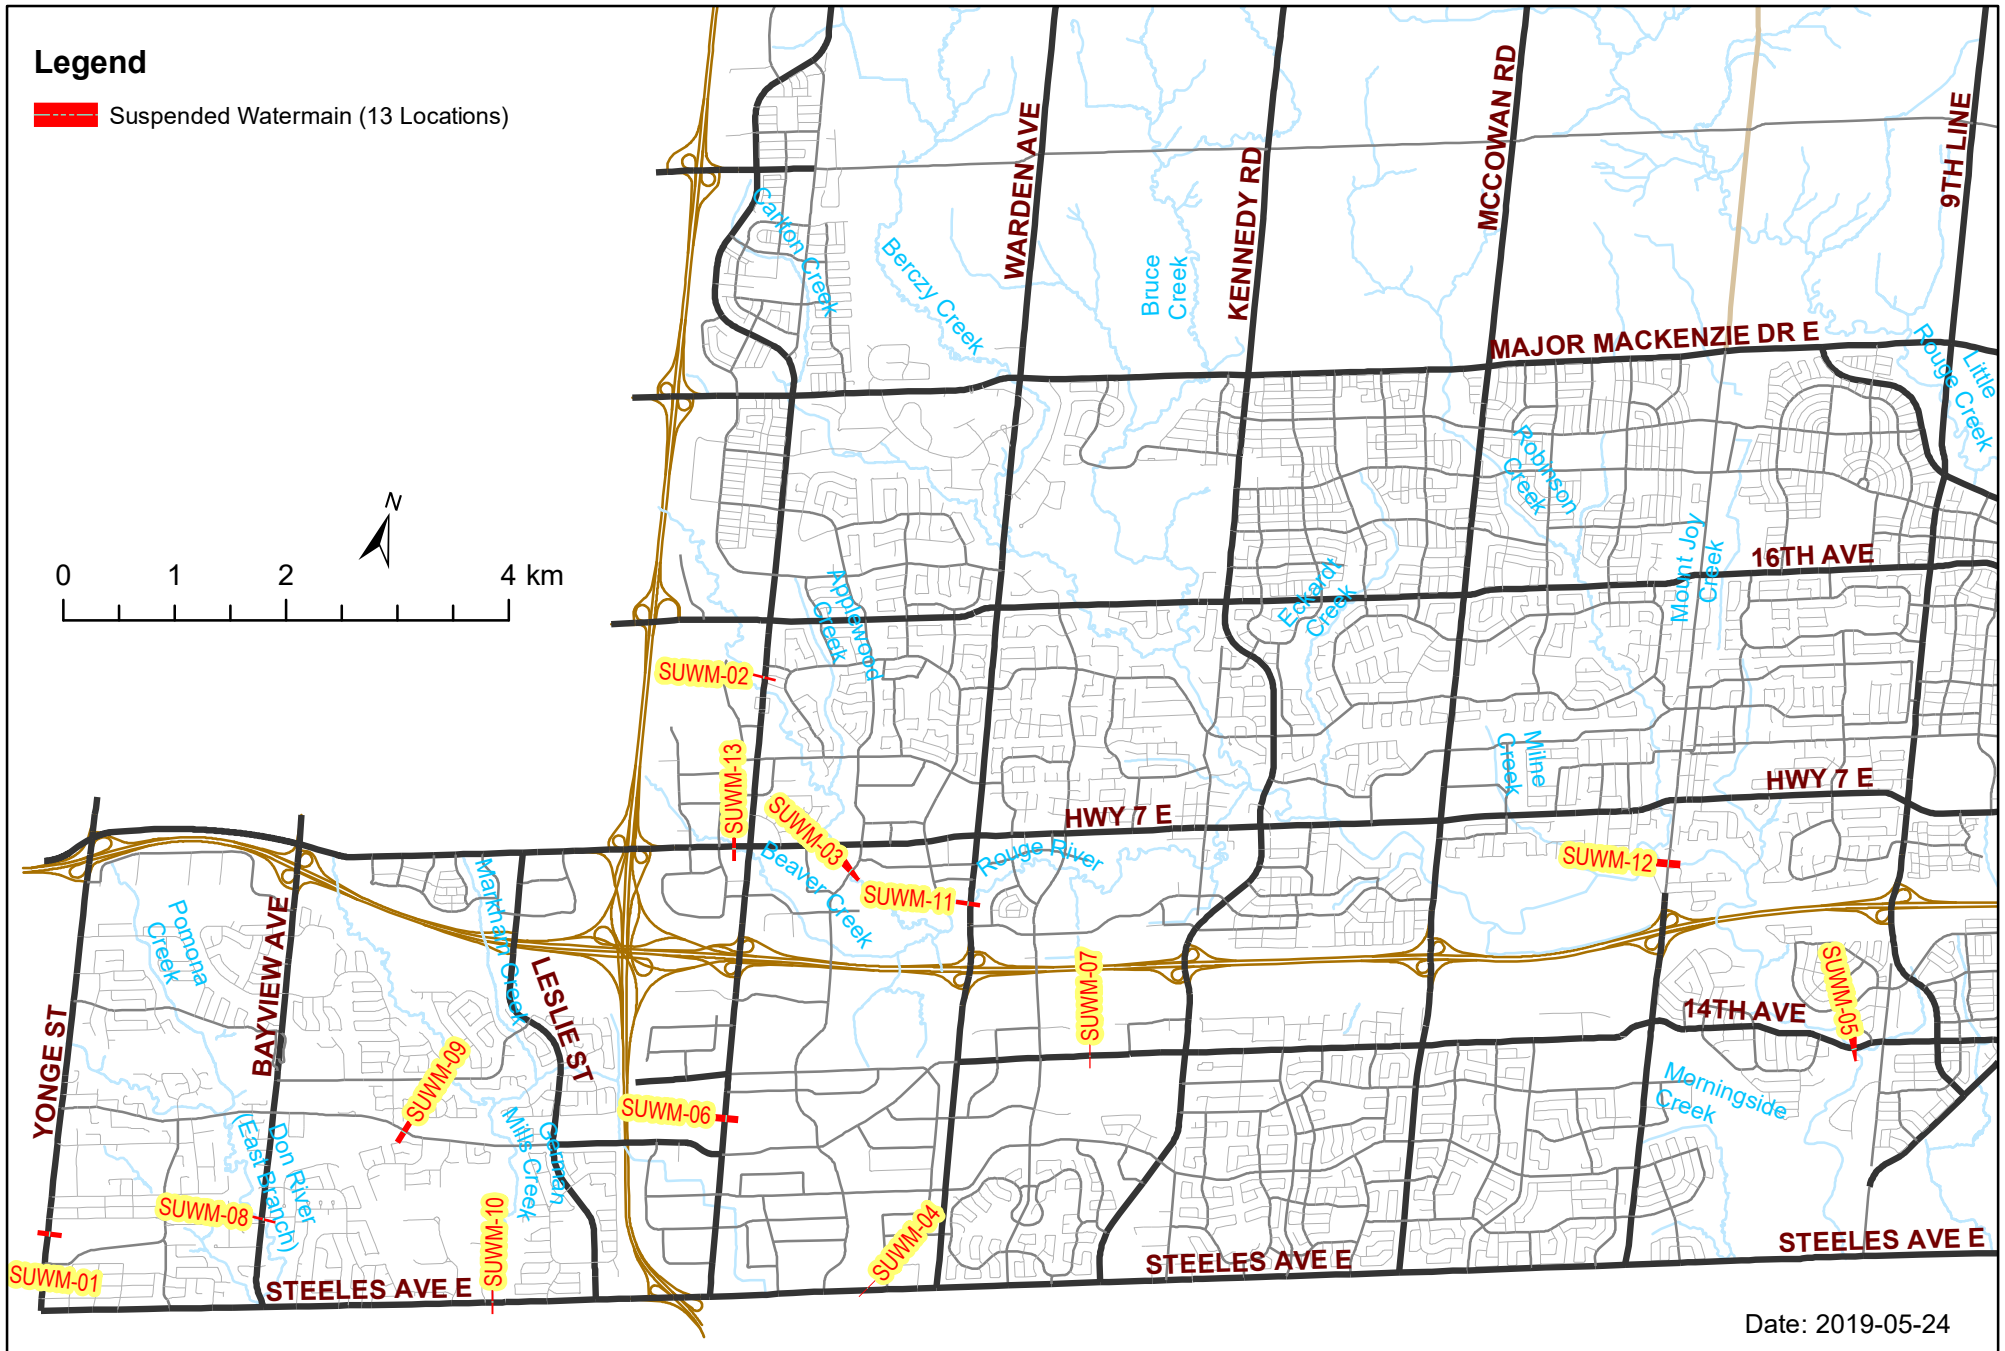 Legend
Suspended Watermain (13 Locations)
N
0 1 2 4 km
WARDEN AVE
KENNEDY RD
MCCOWAN RD
9TH LINE
Carlton Creek
Berczy Creek
Bruce
Creek
MAJOR MACKENZIE DR E
Little
Rouge Creek
Robinson
Creek
Mount Joy
Creek
16TH AVE
Eckardt
Creek
Applewood
Creek
SUWM-02
SUWM-13
SUWM-03
SUWM-11
HWY 7 E
HWY 7 E
Milne
Creek
SUWM-12
Beaver Creek
Rouge River
Markham Creek
Pomona
Creek
BAYVIEW AVE
YONGE ST
LESLIE ST
SUWM-07
SUWM-05
14TH AVE
SUWM-09
SUWM-06
Morningside
Creek
German
Mills Creek
Don River
(East Branch)
SUWM-08
SUWM-10
SUWM-04
SUWM-01
STEELES AVE E
STEELES AVE E
STEELES AVE E
Date: 2019-05-24